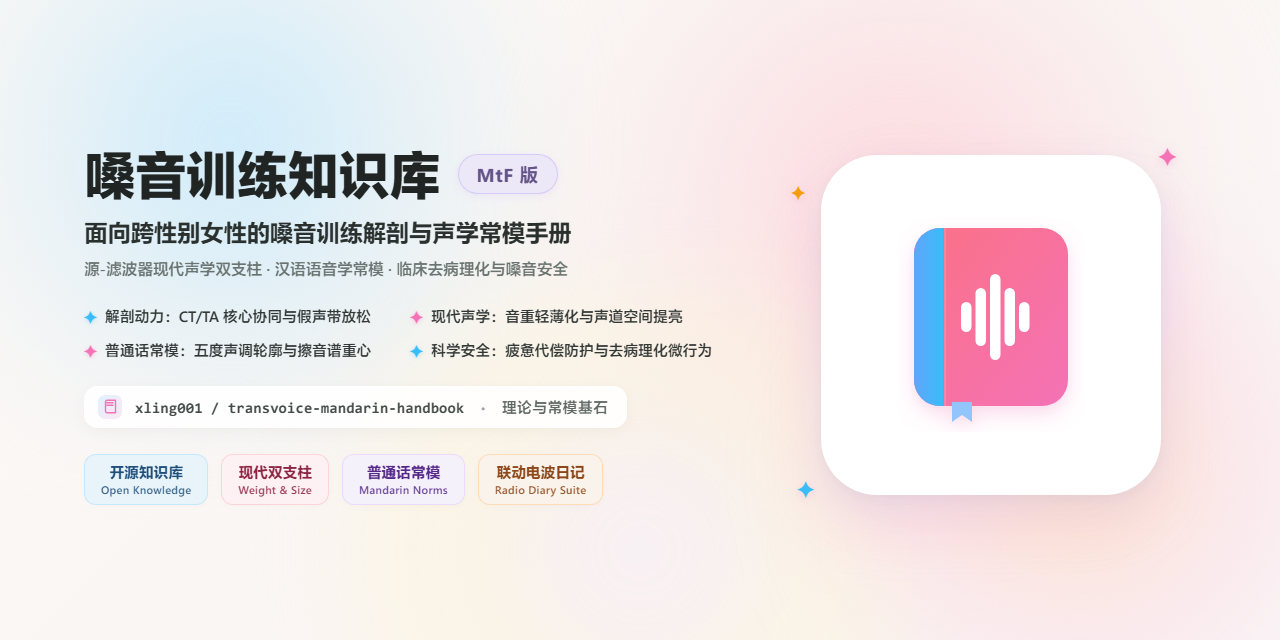 嗓音训练知识库 MtF 版
面向跨性别女性的嗓音训练解剖与声学常模手册
源-滤波器现代声学双支柱 · 汉语语音学常模 · 临床去病理化与嗓音安全
解剖动力：CT/TA 核心协同与假声带放松
现代声学：音重轻薄化与声道空间提亮
普通话常模：五度声调轮廓与擦音谱重心
科学安全：疲惫代偿防护与去病理化微行为
xling001 / transvoice-mandarin-handbook · 理论与常模基石
开源知识库
Open Knowledge
现代双支柱
Weight & Size
普通话常模
Mandarin Norms
联动电波日记
Radio Diary Suite